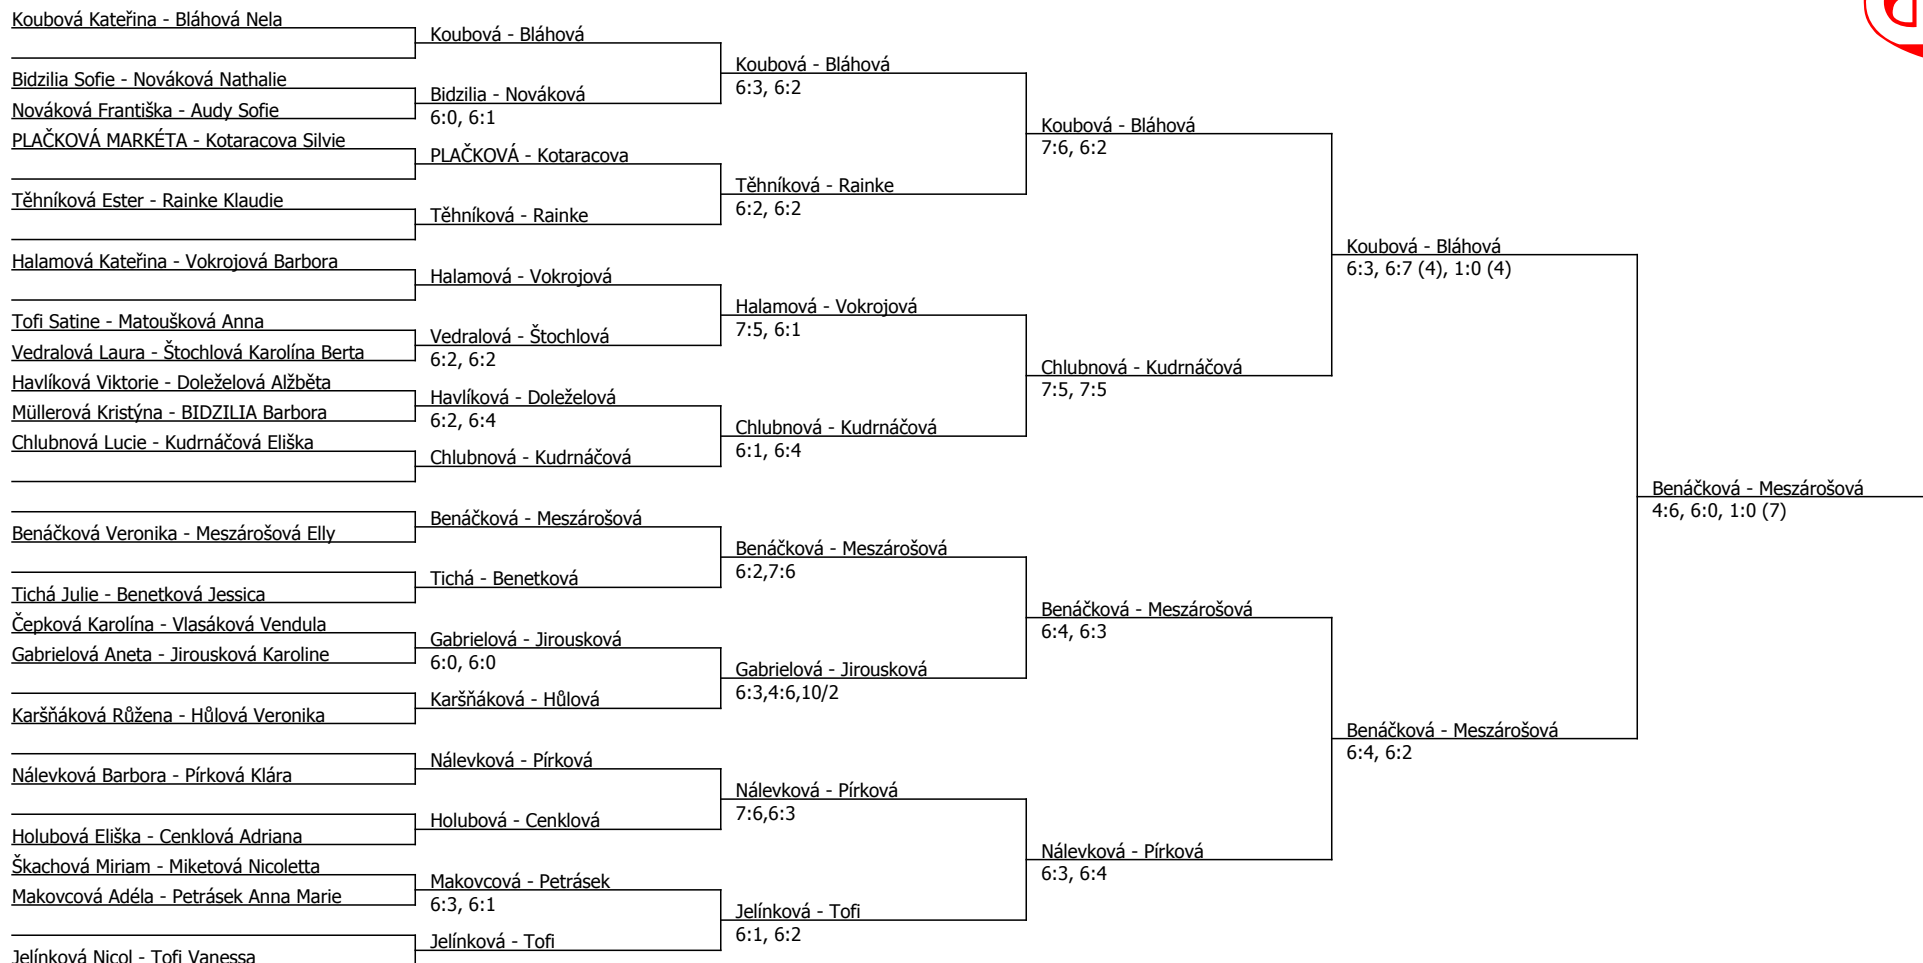 Koubová Kateřina - Bláhová Nela
Bidzilia Sofie - Nováková Nathalie
Nováková Františka - Audy Sofie
PLAČKOVÁ MARKÉTA - Kotaracova Silvie
Těhníková Ester - Rainke Klaudie
Halamová Kateřina - Vokrojová Barbora
Tofi Satine - Matoušková Anna
Vedralová Laura - Štochlová Karolína Berta
Havlíková Viktorie - Doleželová Alžběta
Müllerová Kristýna - BIDZILIA Barbora
Chlubnová Lucie - Kudrnáčová Eliška
Benáčková Veronika - Meszárošová Elly
Tichá Julie - Benetková Jessica
Čepková Karolína - Vlasáková Vendula
Gabrielová Aneta - Jirousková Karoline
Karšňáková Růžena - Hůlová Veronika
Nálevková Barbora - Pírková Klára
Holubová Eliška - Cenklová Adriana
Škachová Miriam - Miketová Nicoletta
Makovcová Adéla - Petrásek Anna Marie
Jelínková Nicol - Tofi Vanessa
Koubová - Bláhová
Bidzilia - Nováková
6:0, 6:1
PLAČKOVÁ - Kotaracova
Těhníková - Rainke
Halamová - Vokrojová
Vedralová - Štochlová
6:2, 6:2
Havlíková - Doleželová
6:2, 6:4
Chlubnová - Kudrnáčová
Benáčková - Meszárošová
Tichá - Benetková
Gabrielová - Jirousková
6:0, 6:0
Karšňáková - Hůlová
Nálevková - Pírková
Holubová - Cenklová
Makovcová - Petrásek
6:3, 6:1
Jelínková - Tofi
Koubová - Bláhová
6:3, 6:2
Těhníková - Rainke
6:2, 6:2
Halamová - Vokrojová
7:5, 6:1
Chlubnová - Kudrnáčová
6:1, 6:4
Benáčková - Meszárošová
6:2,7:6
Gabrielová - Jirousková
6:3,4:6,10/2
Nálevková - Pírková
7:6,6:3
Jelínková - Tofi
6:1, 6:2
Koubová - Bláhová
7:6, 6:2
Chlubnová - Kudrnáčová
7:5, 7:5
Benáčková - Meszárošová
6:4, 6:3
Nálevková - Pírková
6:3, 6:4
Koubová - Bláhová
6:3, 6:7 (4), 1:0 (4)
Benáčková - Meszárošová
6:4, 6:2
Benáčková - Meszárošová
4:6, 6:0, 1:0 (7)